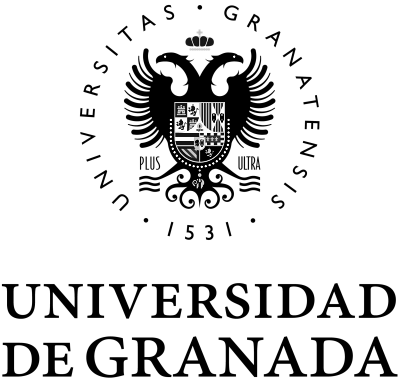 UNIVERSITAS · GRANATENSIS
· 1531 ·
PLUS ULTRA
UNIVERSIDAD
DE GRANADA